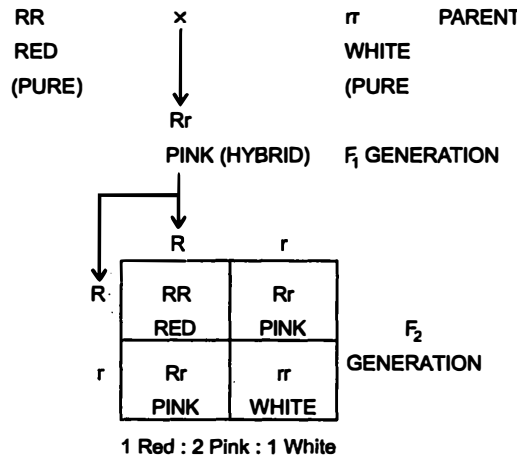 RR × rr PARENT
RED WHITE
(PURE) (PURE
Rr
PINK (HYBRID) F₁ GENERATION
R r
R RR Rr
RED PINK
F₂
GENERATION
r Rr rr
PINK WHITE
1 Red : 2 Pink : 1 White